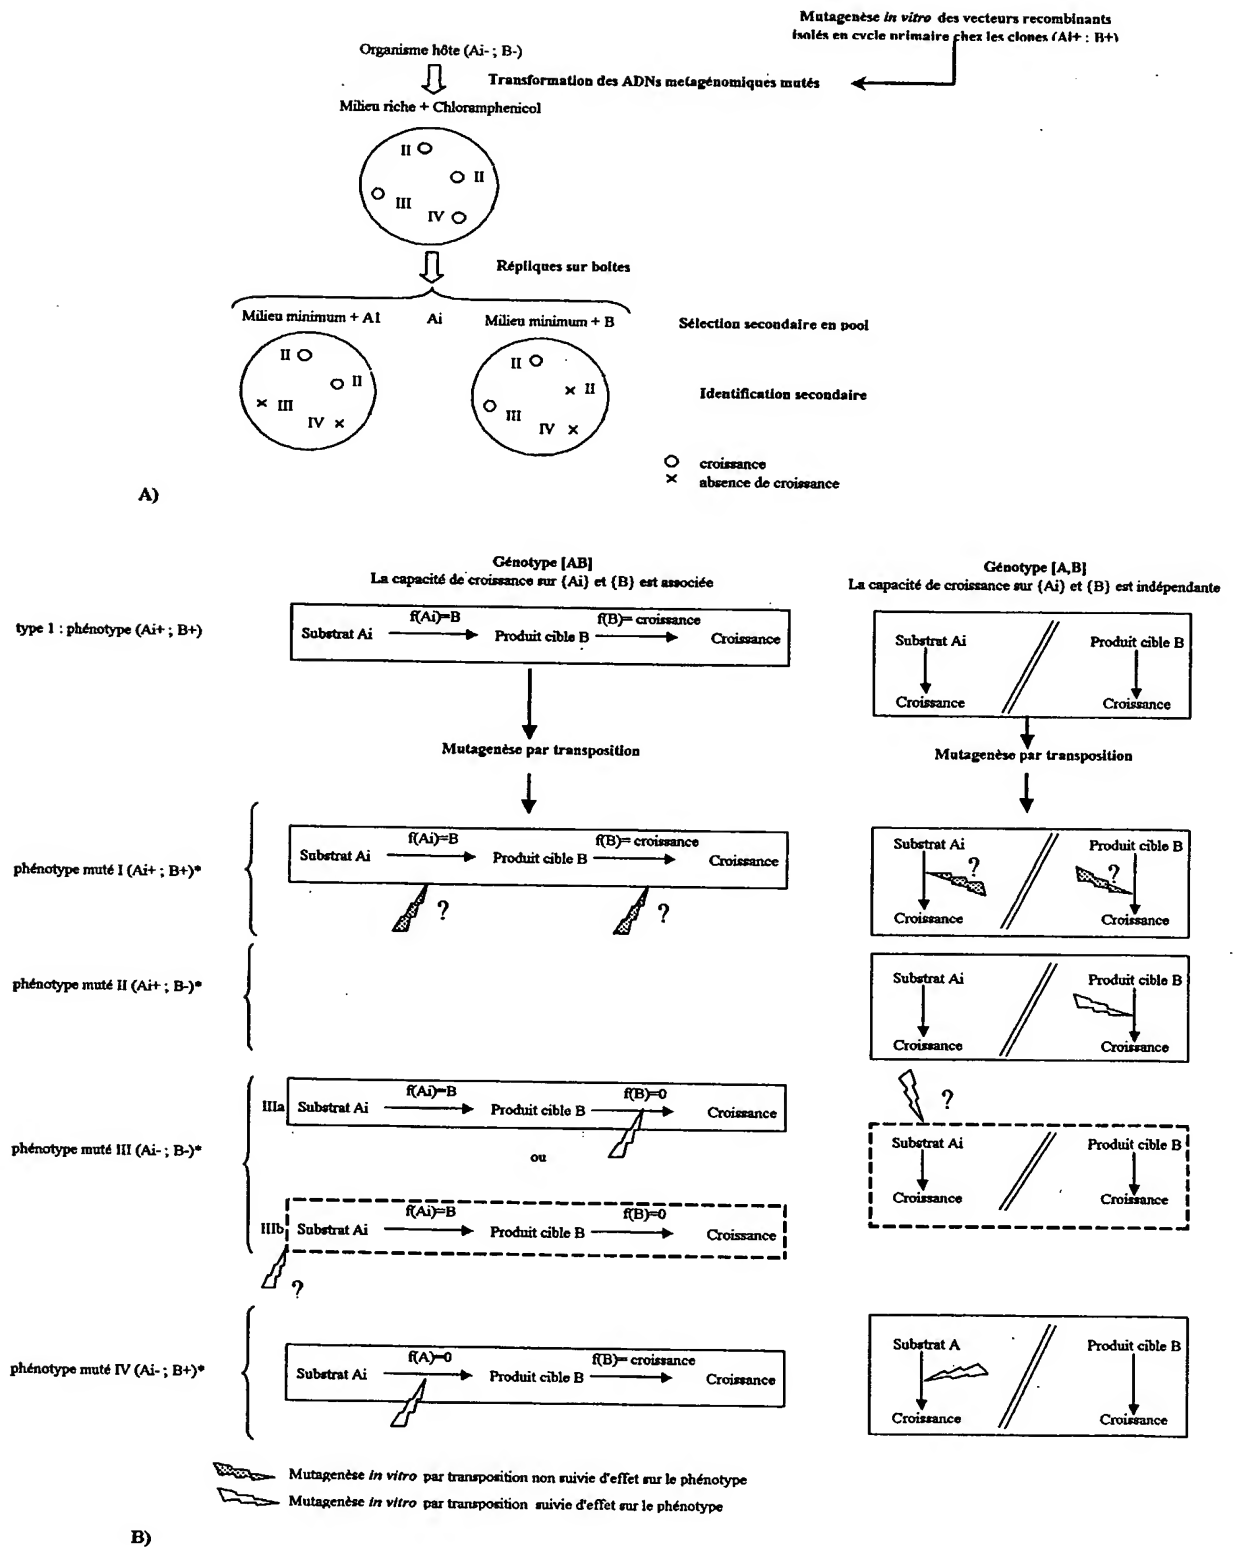 Mutagenèse in vitro des vecteurs recombinants
isolés en cycle primaire chez les clones (Ai+ ; B+)
Organisme hôte (Ai- ; B-)
Transformation des ADNs metagénomiques mutés
Milieu riche + Chloramphenicol
II
II
III
IV
Répliques sur boîtes
Milieu minimum + A1
Ai
Milieu minimum + B
Sélection secondaire en pool
II
II
III
IV
II
II
III
IV
Identification secondaire
croissance
absence de croissance
A)
Génotype [AB]
La capacité de croissance sur {Ai} et {B} est associée
Génotype [A,B]
La capacité de croissance sur {Ai} et {B} est indépendante
type 1 : phénotype (Ai+ ; B+)
f(Ai)=B
f(B)= croissance
Substrat Ai
Produit cible B
Croissance
Substrat Ai
Produit cible B
Croissance
Croissance
Mutagenèse par transposition
Mutagenèse par transposition
phénotype muté I (Ai+ ; B+)*
f(Ai)=B
f(B)= croissance
Substrat Ai
Produit cible B
Croissance
?
?
Substrat Ai
Produit cible B
?
?
Croissance
Croissance
phénotype muté II (Ai+ ; B-)*
Substrat Ai
Produit cible B
Croissance
Croissance
phénotype muté III (Ai- ; B-)*
IIIa
f(Ai)=B
f(B)=0
Substrat Ai
Produit cible B
Croissance
ou
IIIb
f(Ai)=B
f(B)=0
Substrat Ai
Produit cible B
Croissance
?
?
Substrat Ai
Produit cible B
Croissance
Croissance
phénotype muté IV (Ai- ; B+)*
f(A)=0
f(B)= croissance
Substrat Ai
Produit cible B
Croissance
Substrat A
Produit cible B
Croissance
Croissance
Mutagenèse in vitro par transposition non suivie d'effet sur le phénotype
Mutagenèse in vitro par transposition suivie d'effet sur le phénotype
B)